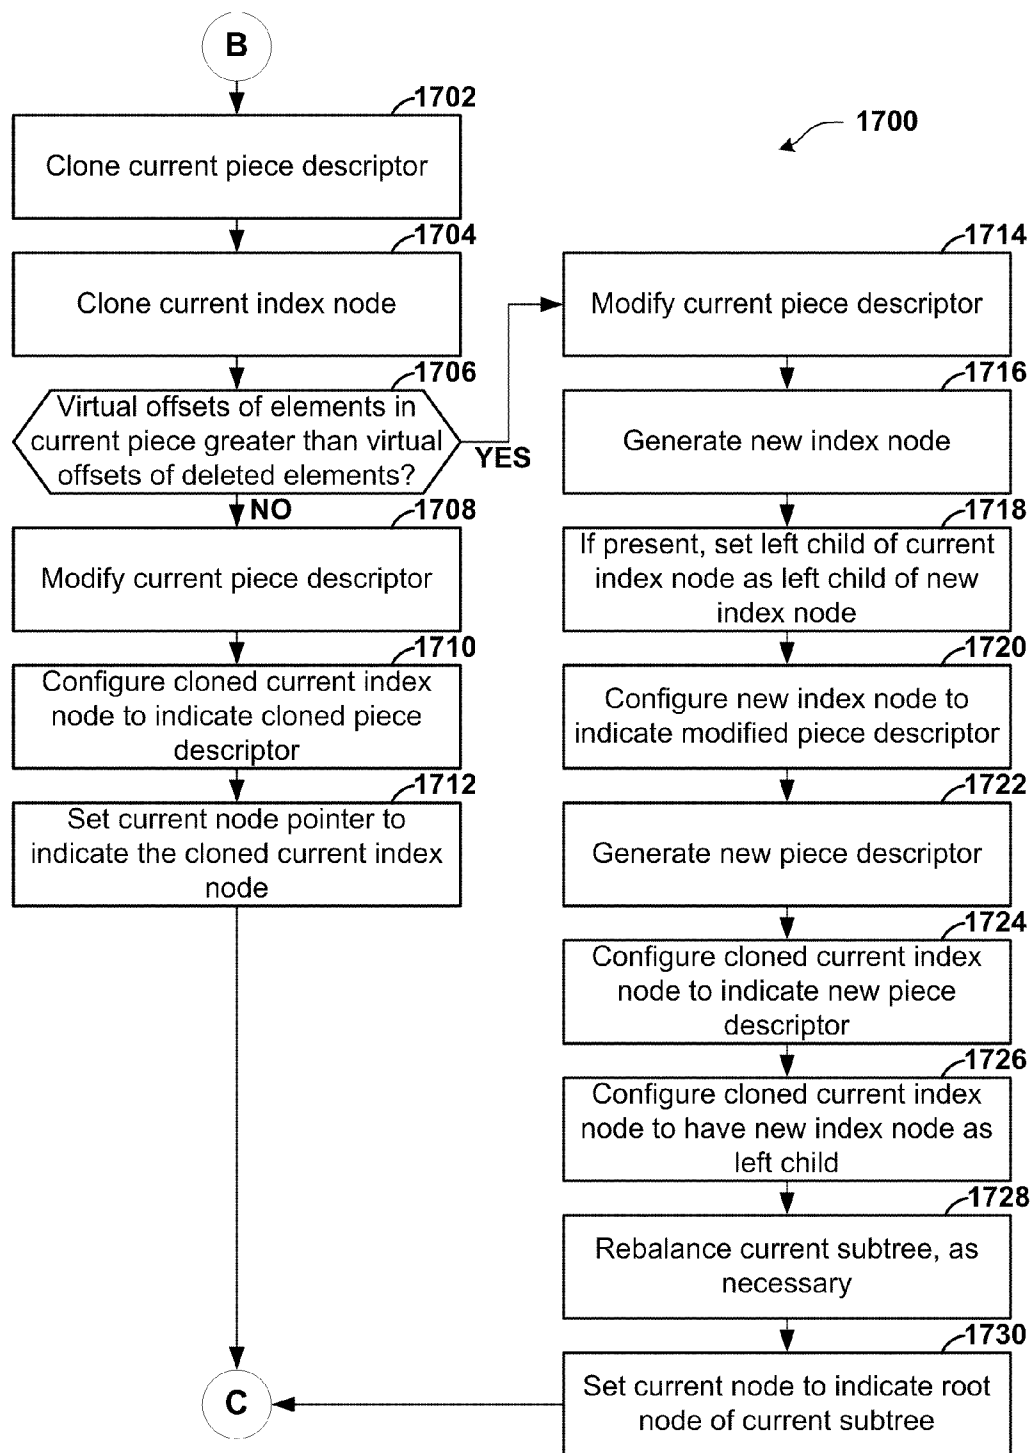 B
1702
Clone current piece descriptor
1700
1704
Clone current index node
1706
Virtual offsets of elements in
current piece greater than virtual
offsets of deleted elements?
YES
NO
1708
Modify current piece descriptor
1710
Configure cloned current index
node to indicate cloned piece
descriptor
1712
Set current node pointer to
indicate the cloned current index
node
1714
Modify current piece descriptor
1716
Generate new index node
1718
If present, set left child of current
index node as left child of new
index node
1720
Configure new index node to
indicate modified piece descriptor
1722
Generate new piece descriptor
1724
Configure cloned current index
node to indicate new piece
descriptor
1726
Configure cloned current index
node to have new index node as
left child
1728
Rebalance current subtree, as
necessary
1730
Set current node to indicate root
node of current subtree
C